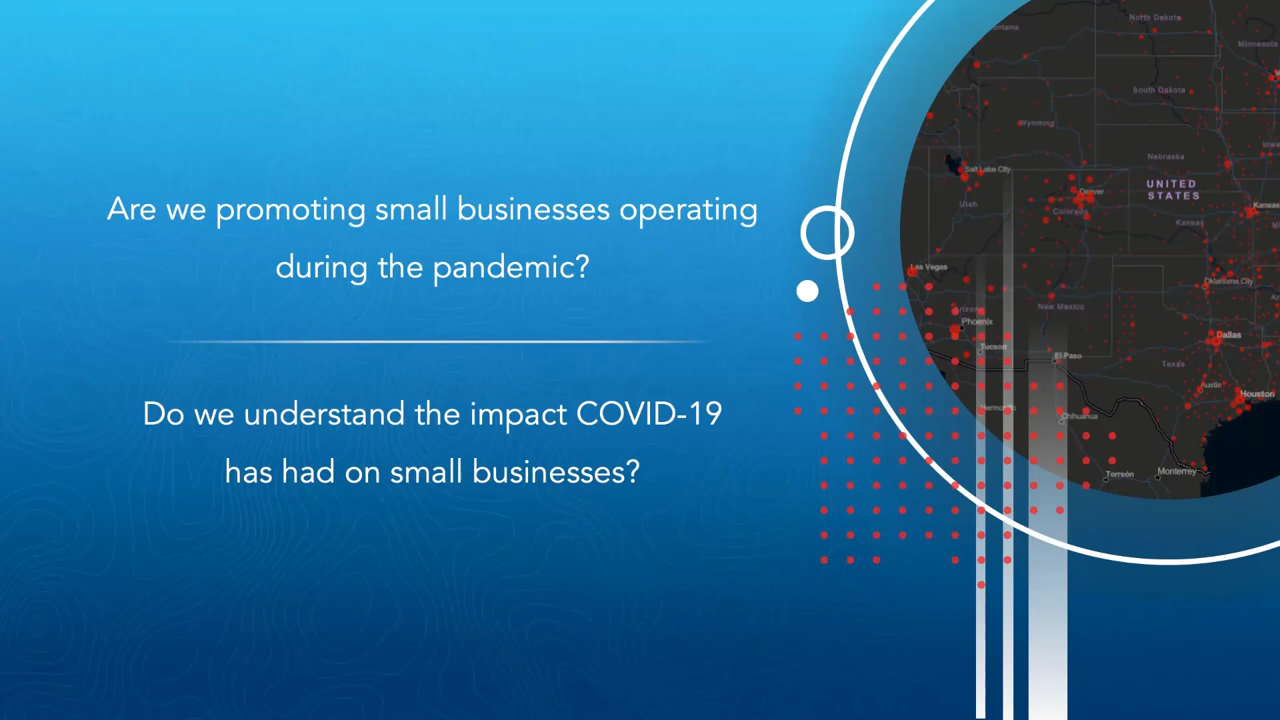 Are we promoting small businesses operating
during the pandemic?
Do we understand the impact COVID-19
has had on small businesses?
North Dakota
Minnesota
South Dakota
Wyoming
Nebraska
Salt Lake City
UNITED
STATES
Denver
Utah
Colorado
Kansas
Kansas
Las Vegas
Oklahoma City
New Mexico
Phoenix
Dallas
Tucson
El Paso
Texas
Austin
Houston
Chihuahua
Torreón
Monterrey